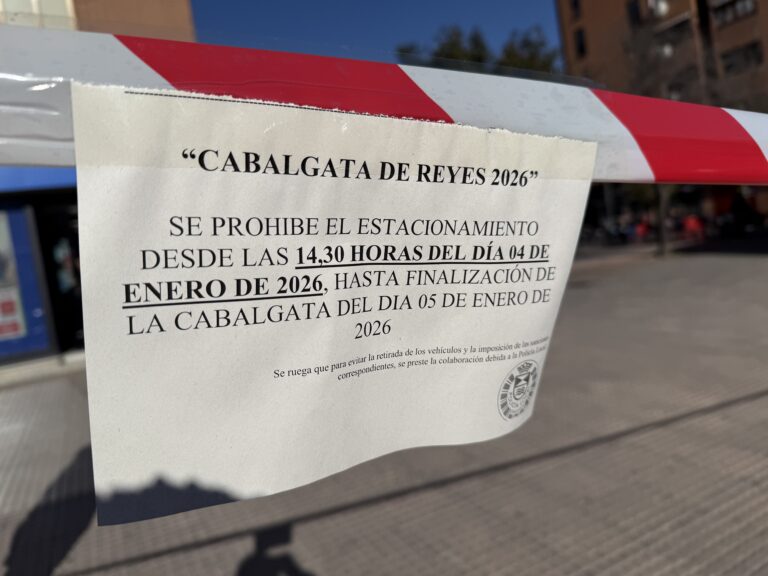 “CABALGATA DE REYES 2026”
SE PROHIBE EL ESTACIONAMIENTO
DESDE LAS 14,30 HORAS DEL DÍA 04 DE
ENERO DE 2026, HASTA FINALIZACIÓN DE
LA CABALGATA DEL DIA 05 DE ENERO DE
2026
Se ruega que para evitar la retirada de los vehículos y la imposición de las sanciones
correspondientes, se preste la colaboración debida a la Policía Local